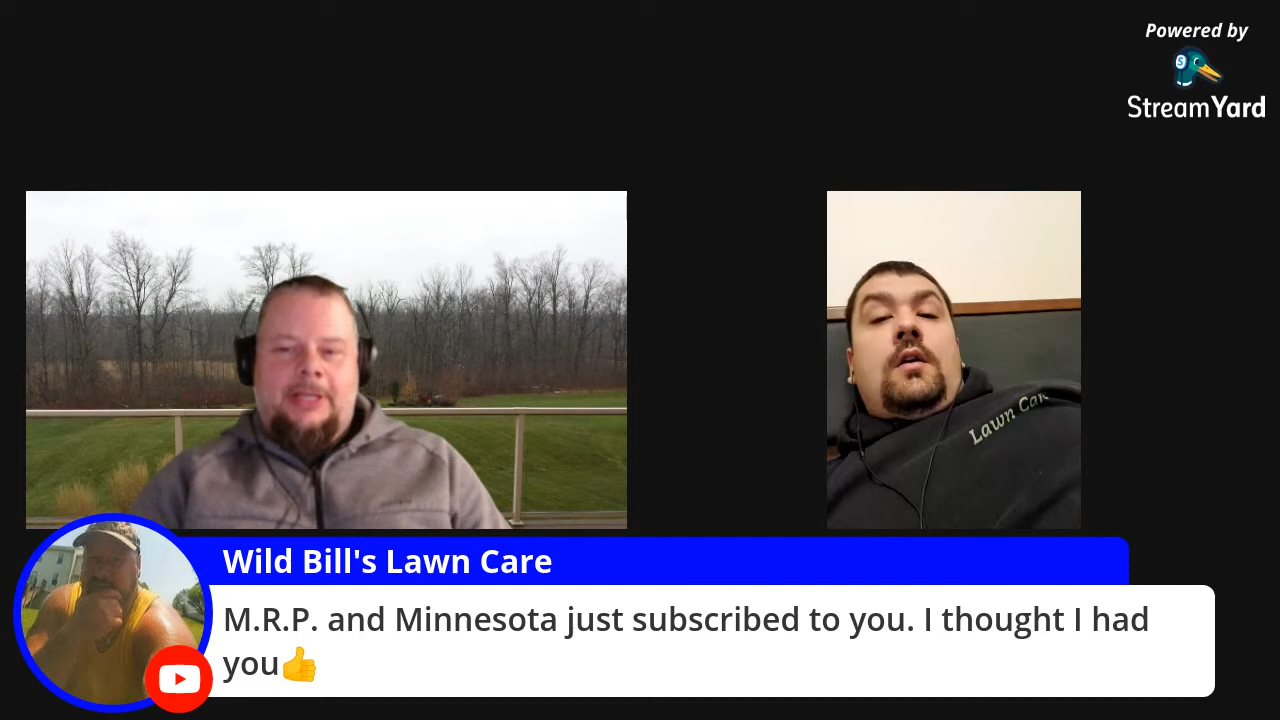 Powered by
StreamYard
Lawn Car
Wild Bill's Lawn Care
M.R.P. and Minnesota just subscribed to you. I thought I had
you👍